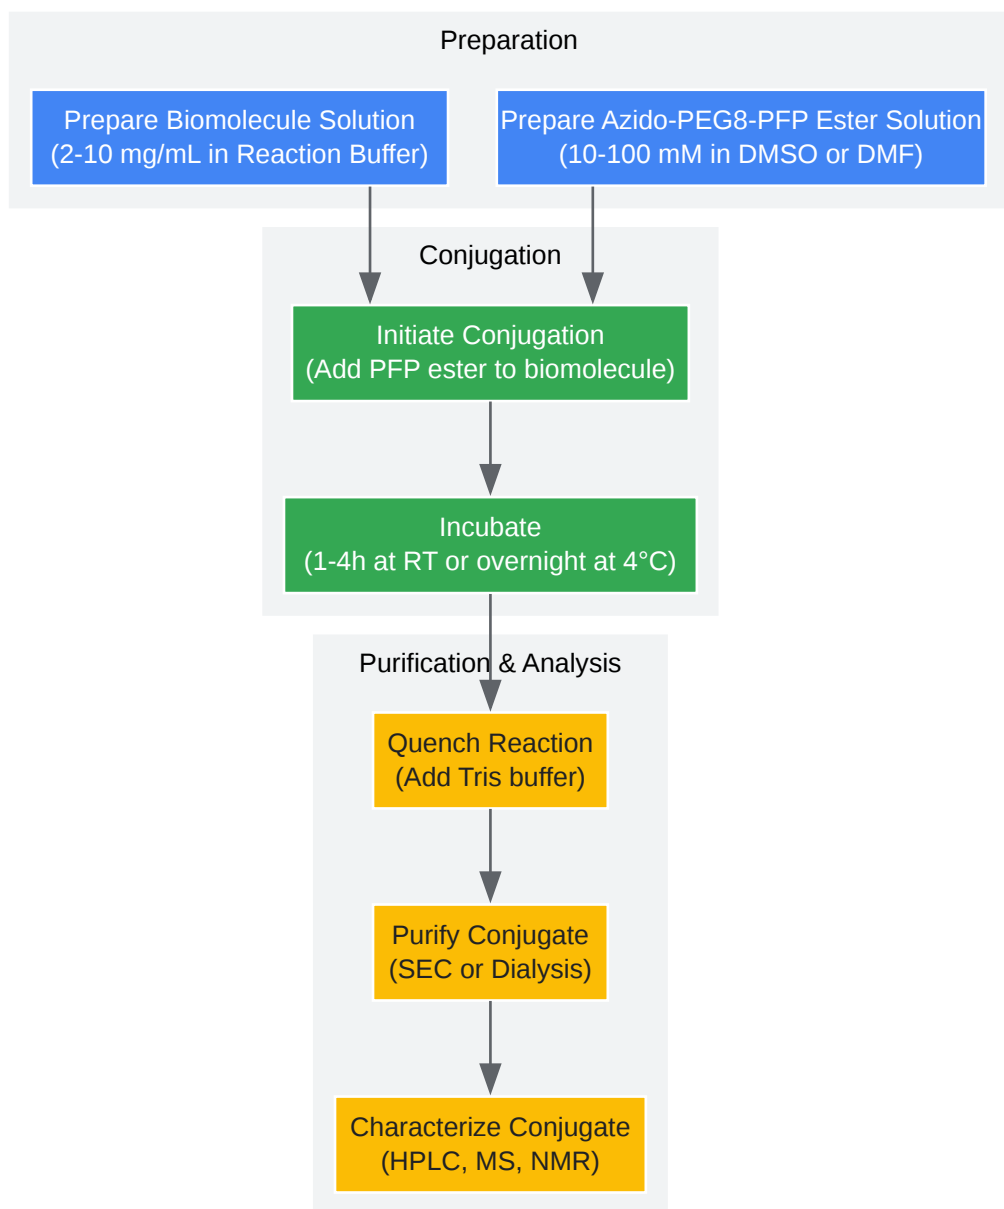 Preparation
Prepare Biomolecule Solution
(2-10 mg/mL in Reaction Buffer)
Prepare Azido-PEG8-PFP Ester Solution
(10-100 mM in DMSO or DMF)
Conjugation
Initiate Conjugation
(Add PFP ester to biomolecule)
Incubate
(1-4h at RT or overnight at 4°C)
Purification & Analysis
Quench Reaction
(Add Tris buffer)
Purify Conjugate
(SEC or Dialysis)
Characterize Conjugate
(HPLC, MS, NMR)